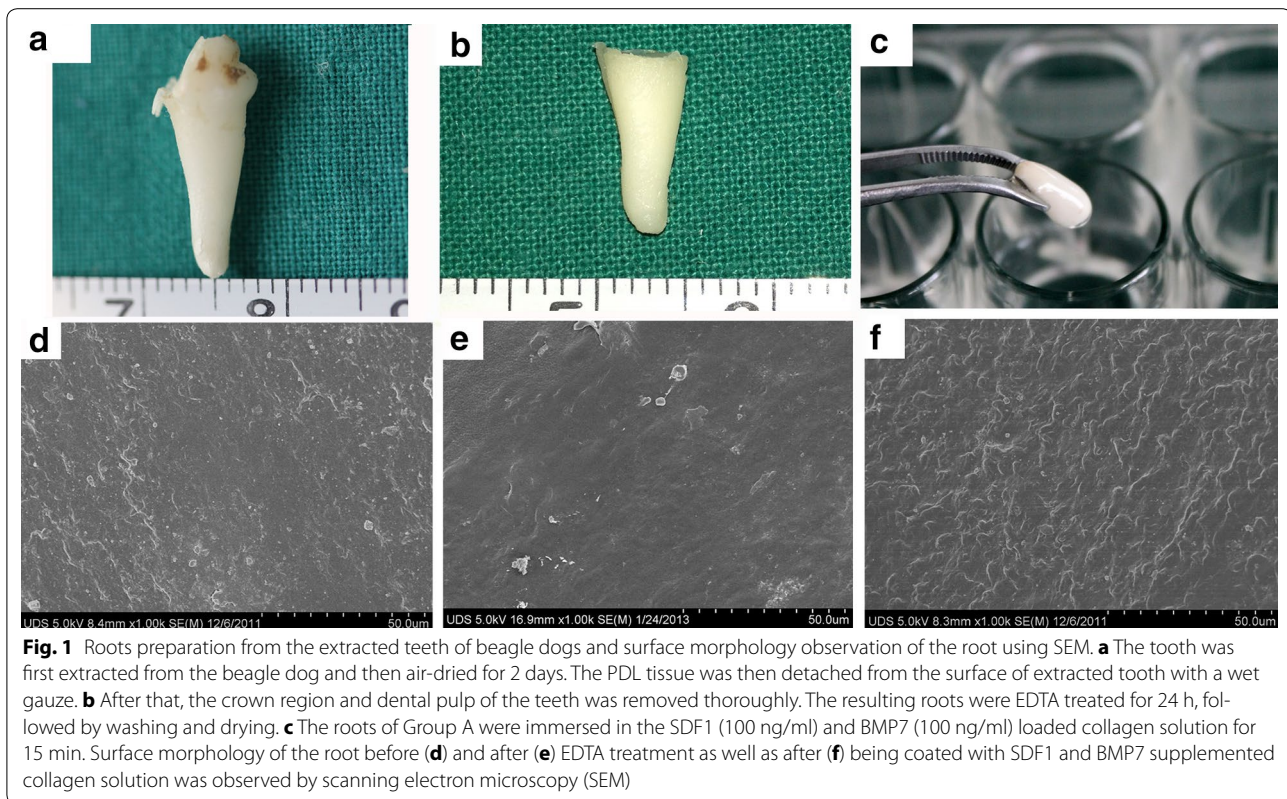 a
b
c
7
8
5
d
e
f
UDS 5.0kV 8.4mm x1.00k SE(M) 12/6/2011 50.0um
UDS 5.0kV 16.9mm x1.00k SE(M) 1/24/2013 50.0um
UDS 5.0kV 8.3mm x1.00k SE(M) 12/6/2011 50.0um
Fig. 1 Roots preparation from the extracted teeth of beagle dogs and surface morphology observation of the root using SEM. a The tooth was
first extracted from the beagle dog and then air-dried for 2 days. The PDL tissue was then detached from the surface of extracted tooth with a wet
gauze. b After that, the crown region and dental pulp of the teeth was removed thoroughly. The resulting roots were EDTA treated for 24 h, fol-
lowed by washing and drying. c The roots of Group A were immersed in the SDF1 (100 ng/ml) and BMP7 (100 ng/ml) loaded collagen solution for
15 min. Surface morphology of the root before (d) and after (e) EDTA treatment as well as after (f) being coated with SDF1 and BMP7 supplemented
collagen solution was observed by scanning electron microscopy (SEM)